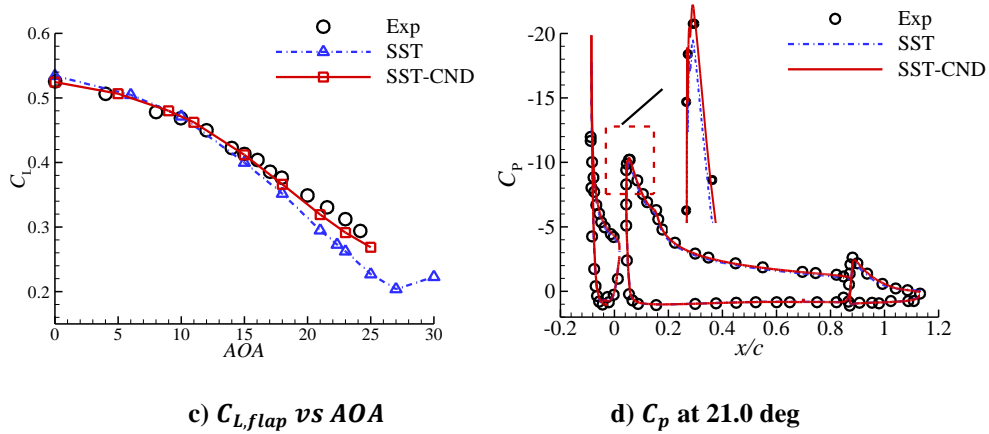 0.6
0.5
0.4
0.3
0.2
C_L
0 5 10 15 20 25 30
AOA
Exp
SST
SST-CND
c) C_{L,flap} vs AOA
-20
-15
-10
-5
0
C_P
-0.2 0 0.2 0.4 0.6 0.8 1 1.2
x/c
Exp
SST
SST-CND
d) C_p at 21.0 deg